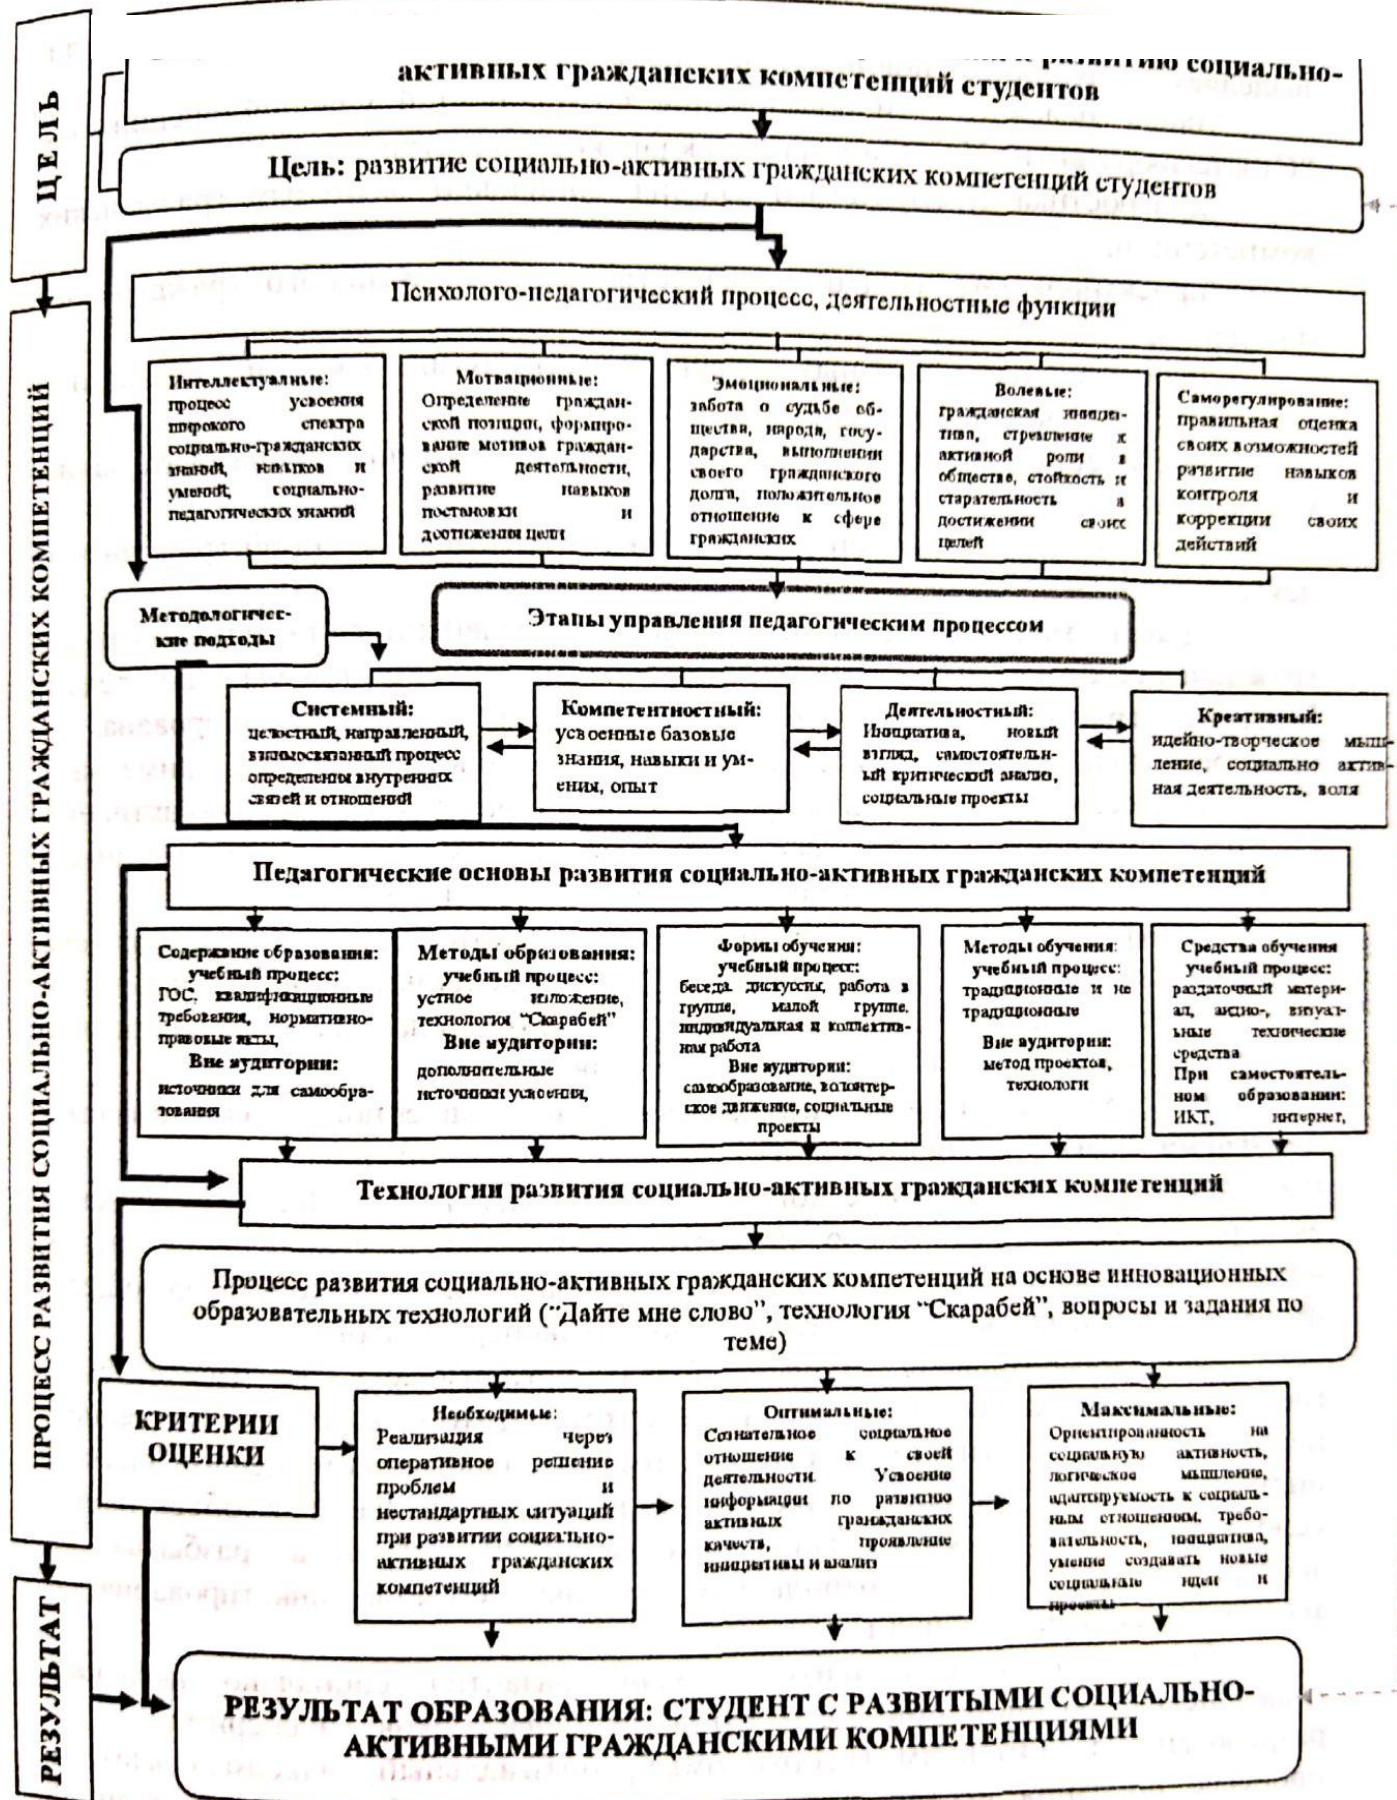 ЦЕЛЬ
ПРОЦЕСС РАЗВИТИЯ СОЦИАЛЬНО-АКТИВНЫХ ГРАЖДАНСКИХ КОМПЕТЕНЦИЙ
РЕЗУЛЬТАТ
развитию социально-
активных гражданских компетенций студентов
Цель: развитие социально-активных гражданских компетенций студентов
Психолого-педагогический процесс, деятельностные функции
Интеллектуалные:
процесс усвоения
широкого спектра
социально-гражданских
знаний, навыков и
умений, социально-
педагогических знаний
Мотвационные:
Определение граждан-
ской позиции, формиро-
вание мотивов граждан-
ской деятельности,
развитие навыков
постановки и
достижения цели
Эмоциональные:
забота о судьбе об-
щества, народа, госу-
дарства, выполнении
своего гражданского
долга, положительное
отношение к сфере
гражданских
Волевые:
гражданская инициа-
тива, стремление к
активной роли в
обществе, стойкость и
старательность в
достижении своих
целей
Саморегулирование:
правильная оценка
своих возможностей
развитие навыков
контроля и
коррекции своих
действий
Методологичес-
кие подходы
Этапы управления педагогическим процессом
Системный:
целостный, направленный,
взаимосвязанный процесс
определены внутренних
связей и отношений
Компетентностный:
усвоенные базовые
знания, навыки и ум-
ения, опыт
Деятельностный:
Инициатива, новый
взгляд, самостоятельн-
ый критический анализ,
социальные проекты
Креативный:
идейно-творческое мыш-
ление, социально актив-
ная деятельность, воля
Педагогические основы развития социально-активных гражданских компетенций
Содержание образования:
учебный процесс:
ГОС, квалификационные
требования, нормативно-
правовые акты,
Вне аудитории:
источники для самообра-
зования
Методы образования:
учебный процесс:
устное изложение,
технология “Скарабей”
Вне аудитории:
дополнительные
источники усвоения,
Формы обучения:
учебный процесс:
беседа, дискуссия, работа в
группе, малой группе,
индивидуальная и коллектив-
ная работа
Вне аудитории:
самообразование, волонтер-
ское движение, социальные
проекты
Методы обучения:
учебный процесс:
традиционные и не
традиционные
Вне аудитории:
метод проектов,
технологи
Средства обучения
учебный процесс:
раздаточный матери-
ал, аудио-, визуал-
ьные технические
средства
При самостоятель-
ном образовании:
ИКТ, интернет,
Технологии развития социально-активных гражданских компетенций
Процесс развития социально-активных гражданских компетенций на основе инновационных
образовательных технологий (“Дайте мне слово”, технология “Скарабей”, вопросы и задания по
теме)
КРИТЕРИИ
ОЦЕНКИ
Необходимые:
Реализация через
оперативное решение
проблем и
нестандартных ситуаций
при развитии социально-
активных гражданских
компетенций
Оптимальные:
Сознательное социальное
отношение к своей
деятельности. Усвоение
информации по развитию
активных гранжданских
качеств, проявление
инициативы и анализ
Максимальные:
Ориентированность на
социальную активность,
логическое мышление,
адаптируемость к социаль-
ным отношениям, требо-
вательность, инициатива,
умение создавать новые
социальные идеи и
проекты
РЕЗУЛЬТАТ ОБРАЗОВАНИЯ: СТУДЕНТ С РАЗВИТЫМИ СОЦИАЛЬНО-
АКТИВНЫМИ ГРАЖДАНСКИМИ КОМПЕТЕНЦИЯМИ